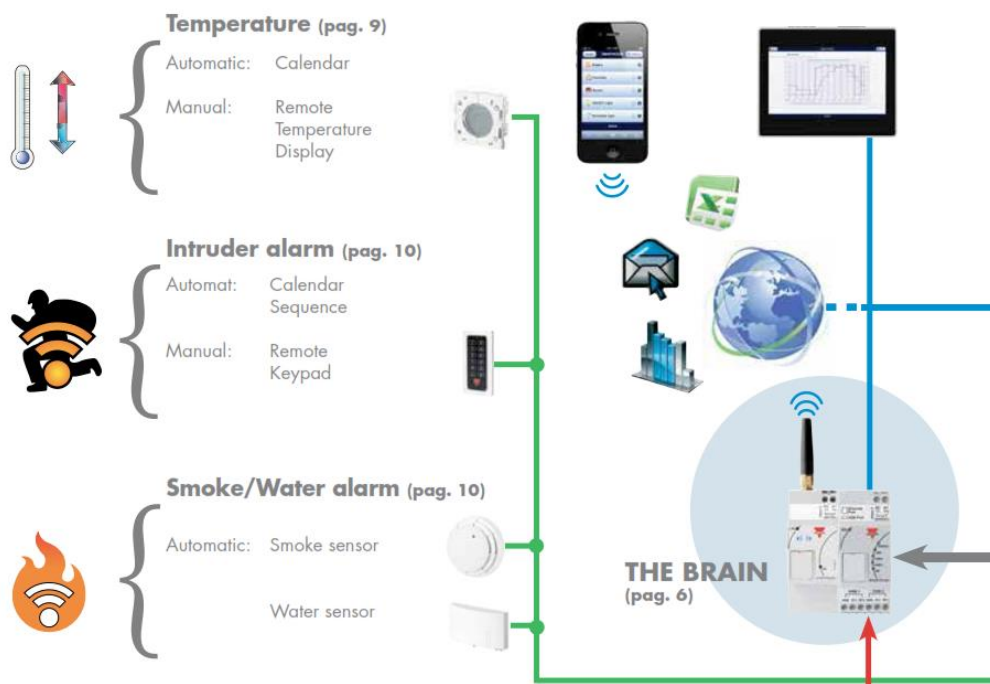 Temperature (pag. 9)
Automatic: Calendar
Manual: Remote
Temperature
Display
Intruder alarm (pag. 10)
Automat: Calendar
Sequence
Manual: Remote
Keypad
Smoke/Water alarm (pag. 10)
Automatic: Smoke sensor
Water sensor
THE BRAIN
(pag. 6)